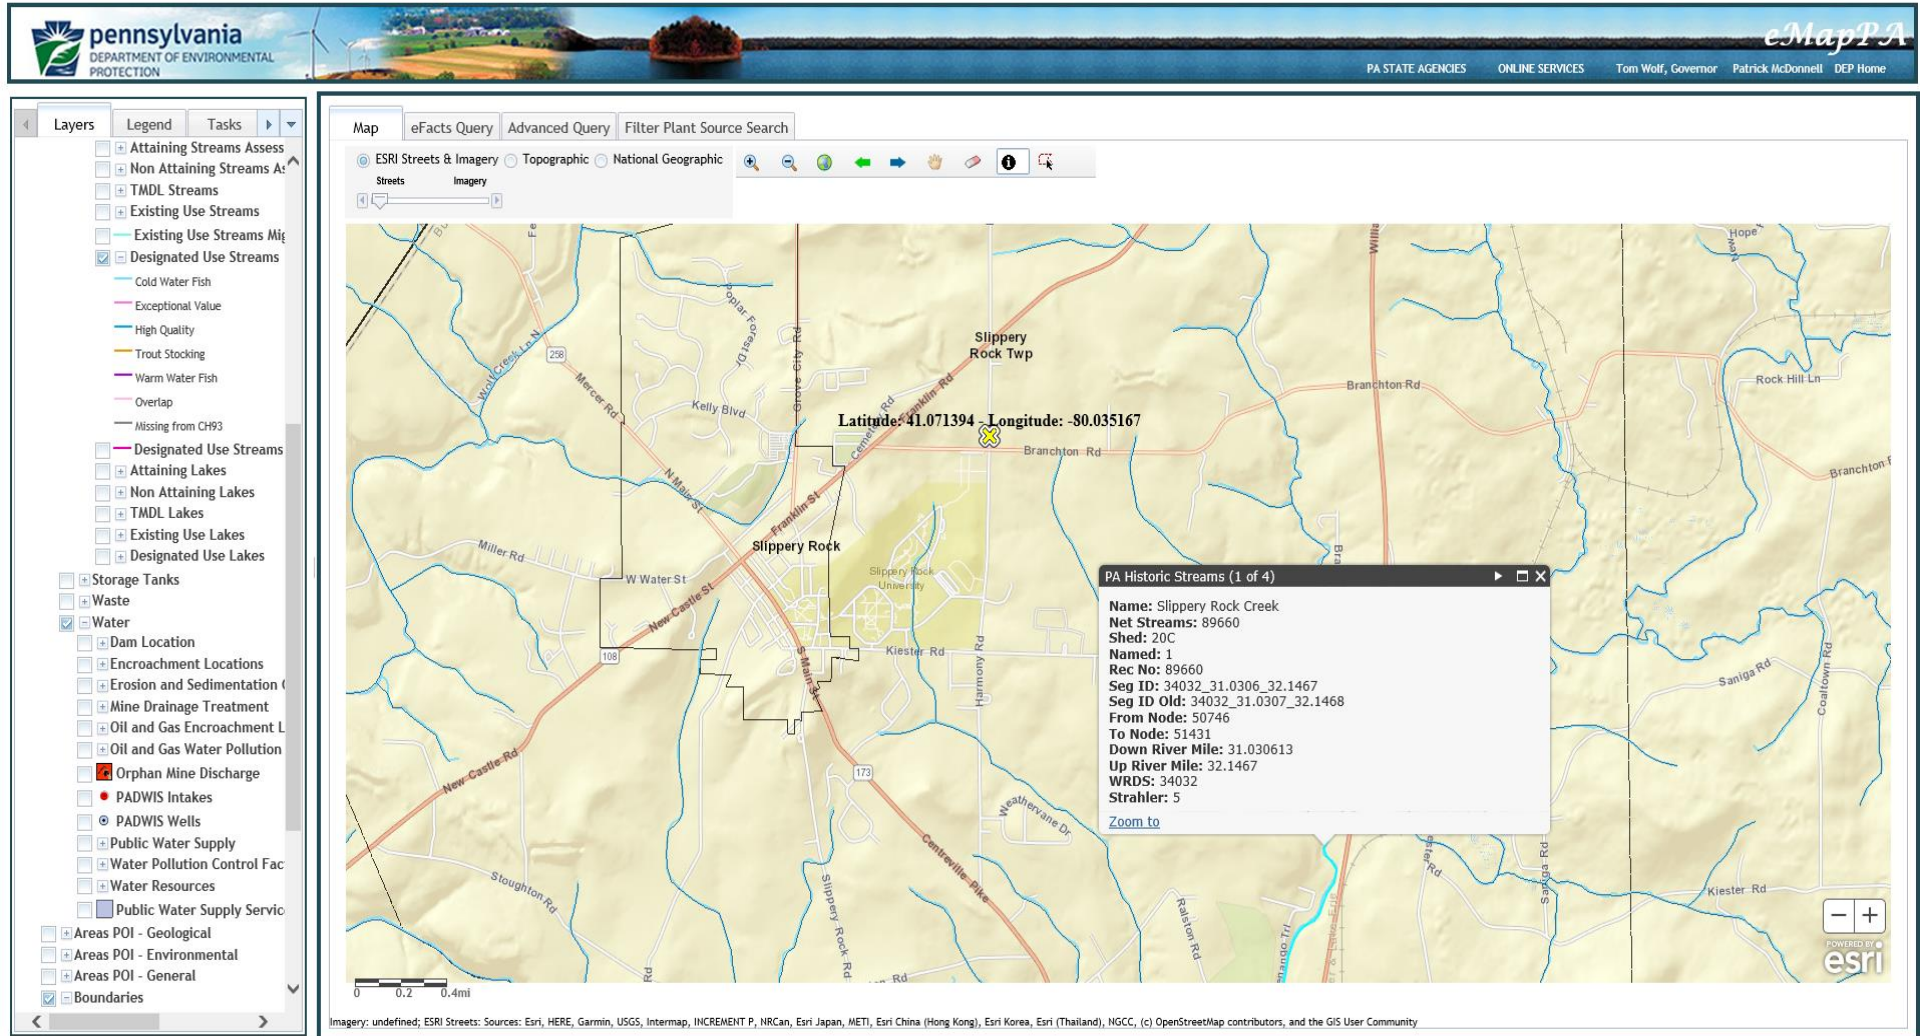 pennsylvania
DEPARTMENT OF ENVIRONMENTAL
PROTECTION
eMapPA
PA STATE AGENCIES ONLINE SERVICES Tom Wolf, Governor Patrick McDonnell DEP Home
Layers Legend Tasks
Attaining Streams Assess
Non Attaining Streams As
TMDL Streams
Existing Use Streams
Existing Use Streams Mig
Designated Use Streams
Cold Water Fish
Exceptional Value
High Quality
Trout Stocking
Warm Water Fish
Overlap
Missing from CH93
Designated Use Streams
Attaining Lakes
Non Attaining Lakes
TMDL Lakes
Existing Use Lakes
Designated Use Lakes
Storage Tanks
Waste
Water
Dam Location
Encroachment Locations
Erosion and Sedimentation
Mine Drainage Treatment
Oil and Gas Encroachment L
Oil and Gas Water Pollution
Orphan Mine Discharge
PADWIS Intakes
PADWIS Wells
Public Water Supply
Water Pollution Control Fac
Water Resources
Public Water Supply Servic
Areas POI - Geological
Areas POI - Environmental
Areas POI - General
Boundaries
Map eFacts Query Advanced Query Filter Plant Source Search
ESRI Streets & Imagery Topographic National Geographic
Streets Imagery
Hope
Poplar Forest Dr
Wolf Creek Ln N
258
Mercer Rd
Kelly Blvd
Grove City Rd
Cemetery Rd
Franklin Rd
Slippery
Rock Twp
Branchton Rd
Rock Hill Ln
Latitude: 41.071394 - Longitude: -80.035167
Branchton Rd
Branchton
N Main St
Franklin St
Slippery Rock
Miller Rd
W Water St
New Castle St
Slippery Rock
University
108
S Main St
Kiester Rd
Harmony Rd
Saniga Rd
Coaltown Rd
New Castle Rd
173
Weathervane Dr
Centreville Pike
Stoughton Rd
Slippery Rock Rd
Ralston Rd
Saniga Rd
Kiester Rd
Rd
Rd
PA Historic Streams (1 of 4)
Name: Slippery Rock Creek
Net Streams: 89660
Shed: 20C
Named: 1
Rec No: 89660
Seg ID: 34032_31.0306_32.1467
Seg ID Old: 34032_31.0307_32.1468
From Node: 50746
To Node: 51431
Down River Mile: 31.030613
Up River Mile: 32.1467
WRDS: 34032
Strahler: 5
Zoom to
POWERED BY
esri
0 0.2 0.4mi
Imagery: undefined; ESRI Streets: Sources: Esri, HERE, Garmin, USGS, Intermap, INCREMENT P, NRCan, Esri Japan, METI, Esri China (Hong Kong), Esri Korea, Esri (Thailand), NGCC, (c) OpenStreetMap contributors, and the GIS User Community